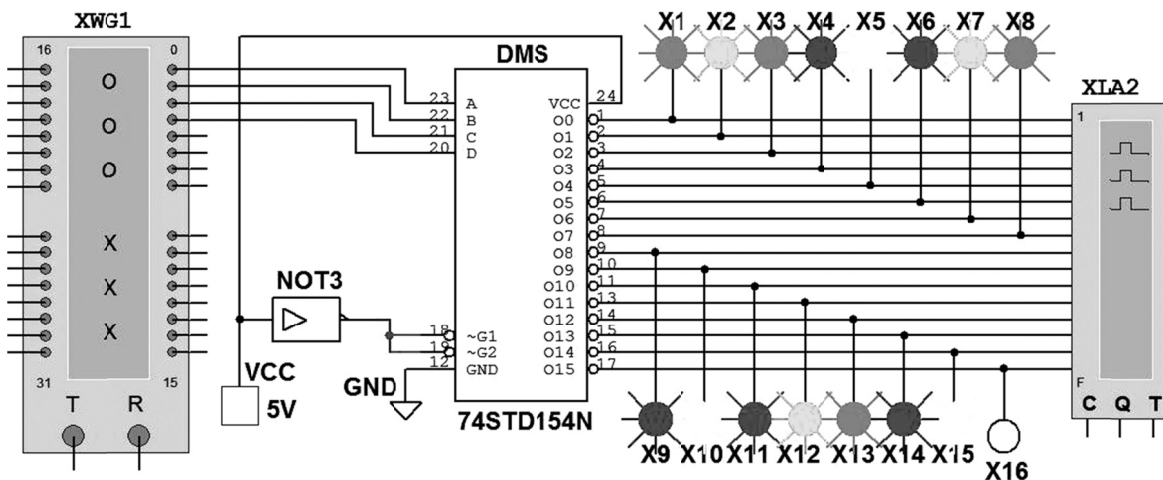 XWG1
16 0
O
O
O
X
X
X
31 15
T R
VCC
5V
NOT3
GND
DMS
23 A
22 B
21 C
20 D
18 ~G1
19 ~G2
12 GND
VCC 24
O0 1
O1 2
O2 3
O3 4
O4 5
O5 6
O6 7
O7 8
O8 9
O9 10
O10 11
O11 13
O12 14
O13 15
O14 16
O15 17
74STD154N
X1 X2 X3 X4 X5 X6 X7 X8
X9 X10 X11 X12 X13 X14 X15
X16
XLA2
1
F
C Q T